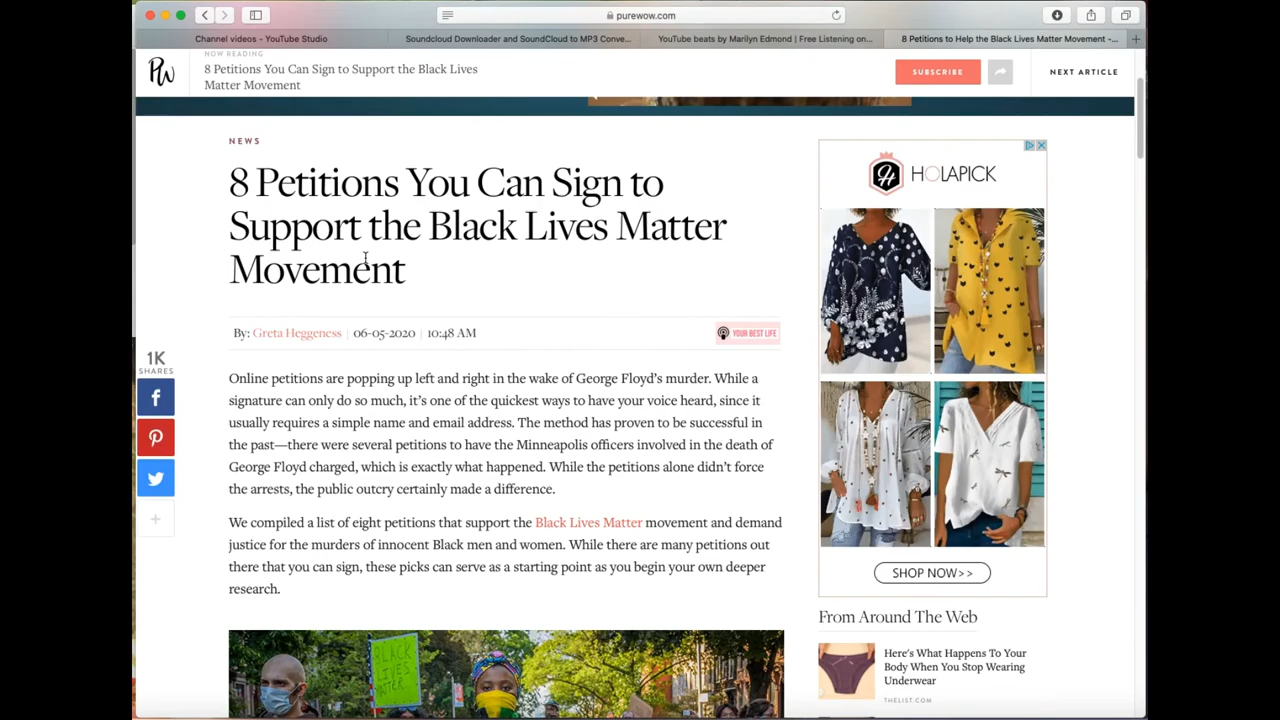 purewow.com
Channel videos - YouTube Studio
Soundcloud Downloader and SoundCloud to MP3 Conve...
YouTube beats by Marilyn Edmond | Free Listening on...
8 Petitions to Help the Black Lives Matter Movement -...
NOW READING
8 Petitions You Can Sign to Support the Black Lives
Matter Movement
SUBSCRIBE
NEXT ARTICLE
NEWS
8 Petitions You Can Sign to
Support the Black Lives Matter
Movement
By: Greta Heggeness | 06-05-2020 | 10:48 AM
YOUR BEST LIFE
1K
SHARES
Online petitions are popping up left and right in the wake of George Floyd's murder. While a
signature can only do so much, it's one of the quickest ways to have your voice heard, since it
usually requires a simple name and email address. The method has proven to be successful in
the past—there were several petitions to have the Minneapolis officers involved in the death of
George Floyd charged, which is exactly what happened. While the petitions alone didn't force
the arrests, the public outcry certainly made a difference.
We compiled a list of eight petitions that support the Black Lives Matter movement and demand
justice for the murders of innocent Black men and women. While there are many petitions out
there that you can sign, these picks can serve as a starting point as you begin your own deeper
research.
BLACK
LIVES
MATTER
HOLAPICK
SHOP NOW>>
From Around The Web
Here's What Happens To Your
Body When You Stop Wearing
Underwear
THELIST.COM